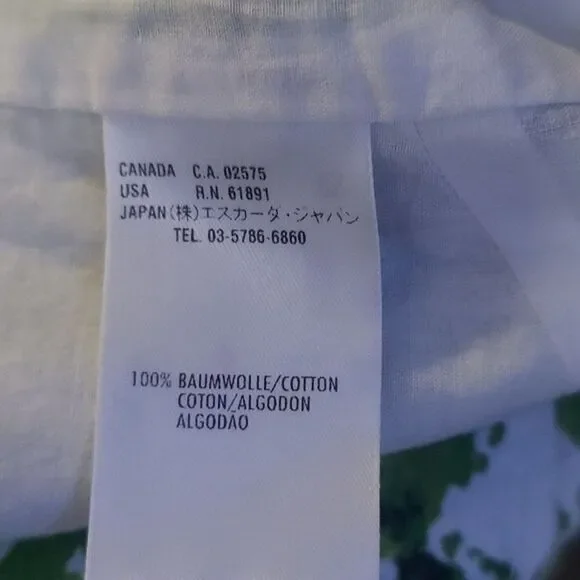 CANADA C.A. 02575
USA R.N. 61891
JAPAN(株)エスカーダ・ジャパン
TEL. 03-5786-6860
100% BAUMWOLLE/COTTON
COTON/ALGODON
ALGODÃO